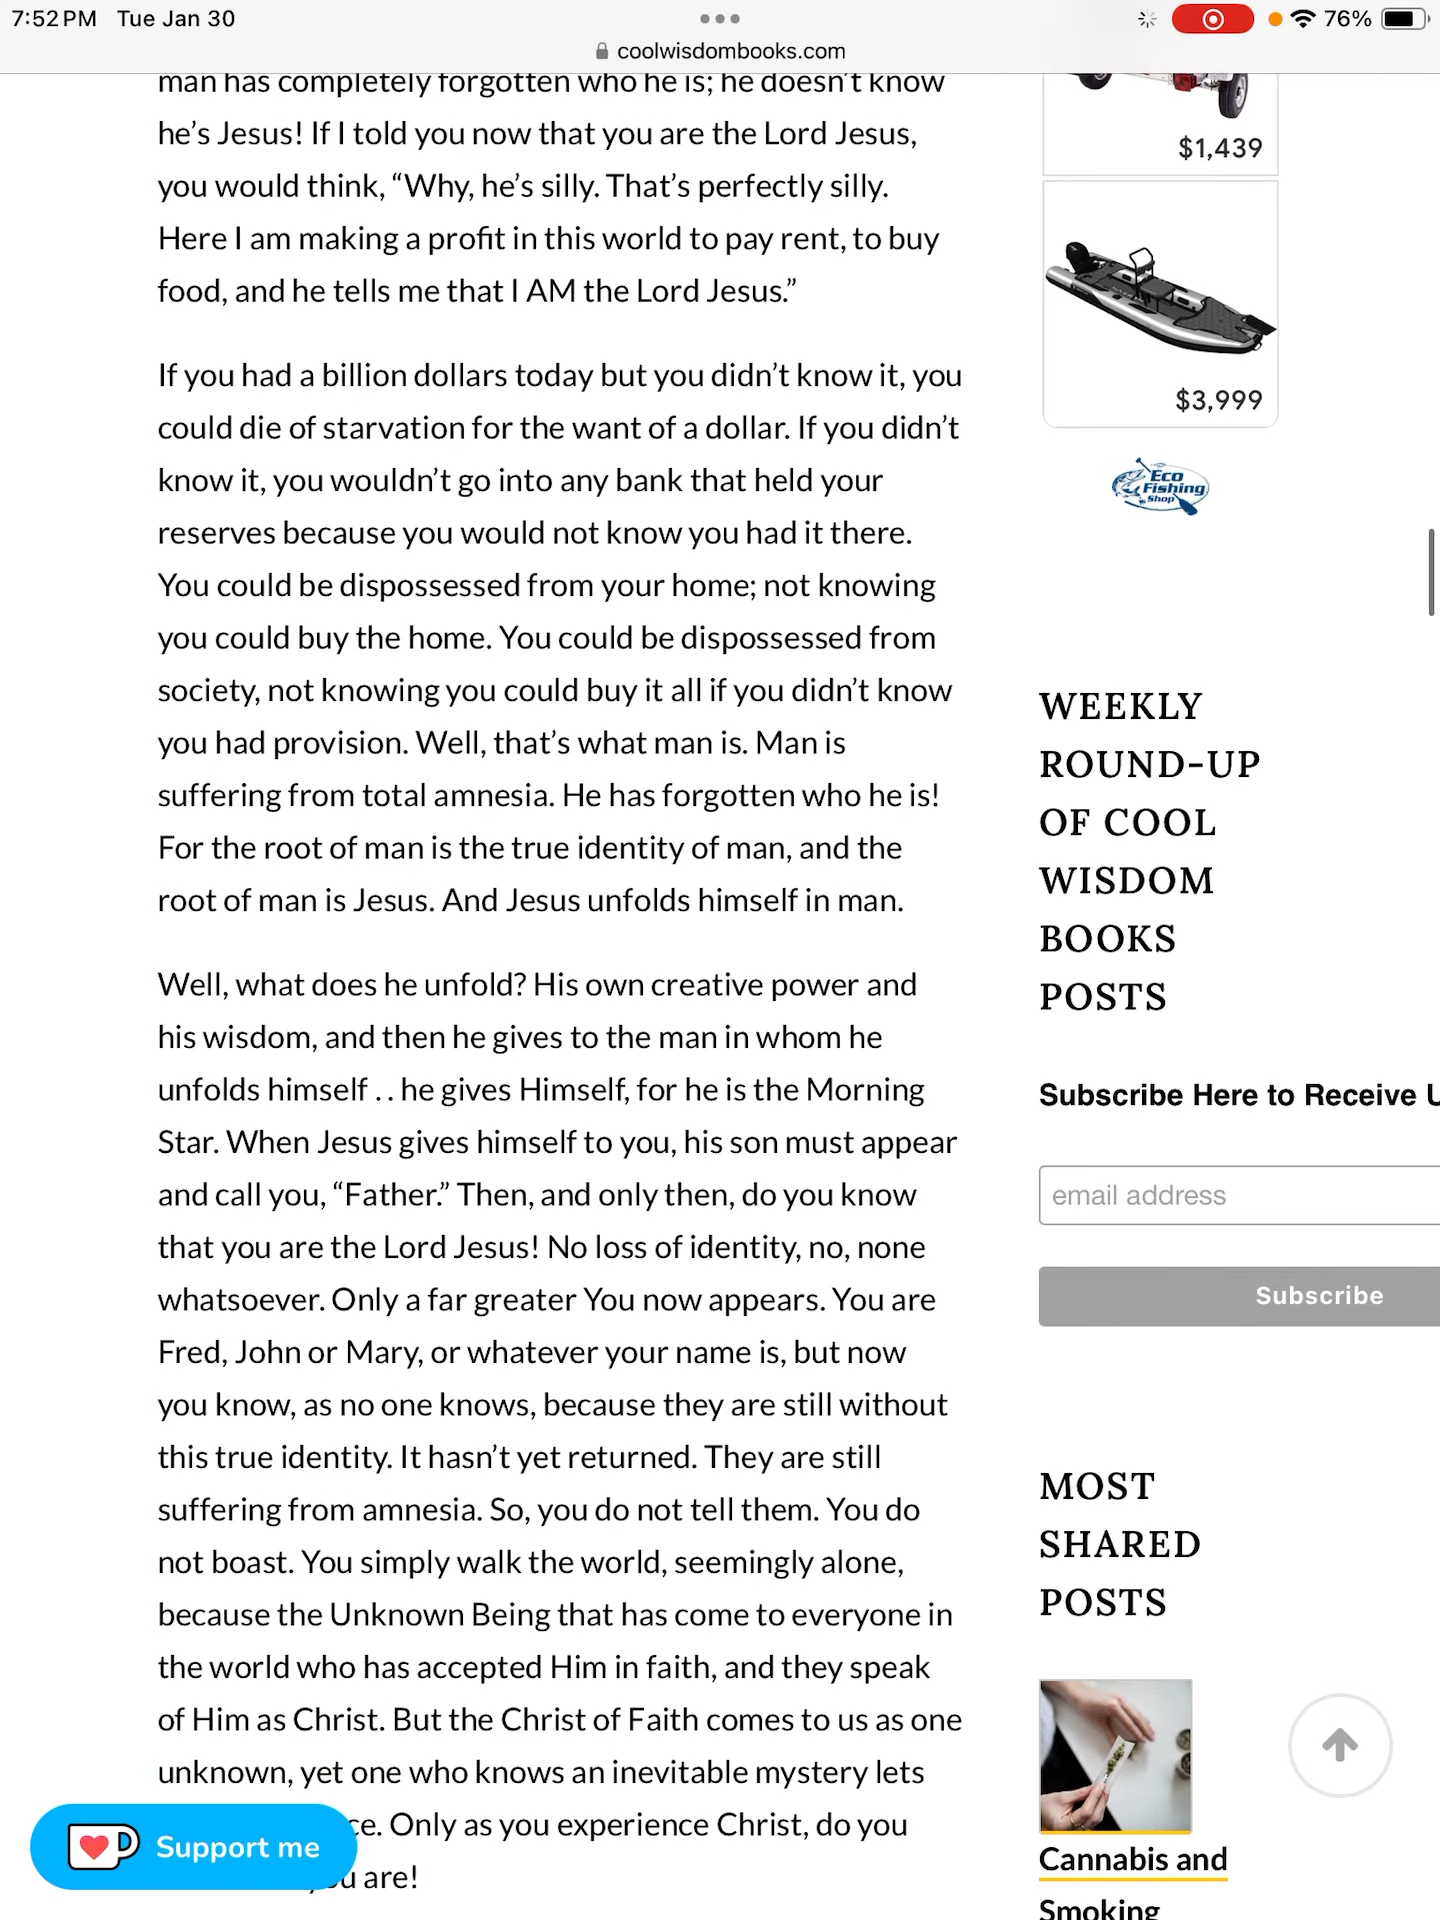 7:52 PM Tue Jan 30
76%
coolwisdombooks.com
man has completely forgotten who he is; he doesn’t know
he’s Jesus! If I told you now that you are the Lord Jesus,
you would think, “Why, he’s silly. That’s perfectly silly.
Here I am making a profit in this world to pay rent, to buy
food, and he tells me that I AM the Lord Jesus.”
If you had a billion dollars today but you didn’t know it, you
could die of starvation for the want of a dollar. If you didn’t
know it, you wouldn’t go into any bank that held your
reserves because you would not know you had it there.
You could be dispossessed from your home; not knowing
you could buy the home. You could be dispossessed from
society, not knowing you could buy it all if you didn’t know
you had provision. Well, that’s what man is. Man is
suffering from total amnesia. He has forgotten who he is!
For the root of man is the true identity of man, and the
root of man is Jesus. And Jesus unfolds himself in man.
Well, what does he unfold? His own creative power and
his wisdom, and then he gives to the man in whom he
unfolds himself . . he gives Himself, for he is the Morning
Star. When Jesus gives himself to you, his son must appear
and call you, “Father.” Then, and only then, do you know
that you are the Lord Jesus! No loss of identity, no, none
whatsoever. Only a far greater You now appears. You are
Fred, John or Mary, or whatever your name is, but now
you know, as no one knows, because they are still without
this true identity. It hasn’t yet returned. They are still
suffering from amnesia. So, you do not tell them. You do
not boast. You simply walk the world, seemingly alone,
because the Unknown Being that has come to everyone in
the world who has accepted Him in faith, and they speak
of Him as Christ. But the Christ of Faith comes to us as one
unknown, yet one who knows an inevitable mystery lets
ce. Only as you experience Christ, do you
are!
Support me
$1,439
$3,999
Eco
Fishing
Shop
WEEKLY
ROUND-UP
OF COOL
WISDOM
BOOKS
POSTS
Subscribe Here to Receive U
email address
Subscribe
MOST
SHARED
POSTS
Cannabis and
Smoking